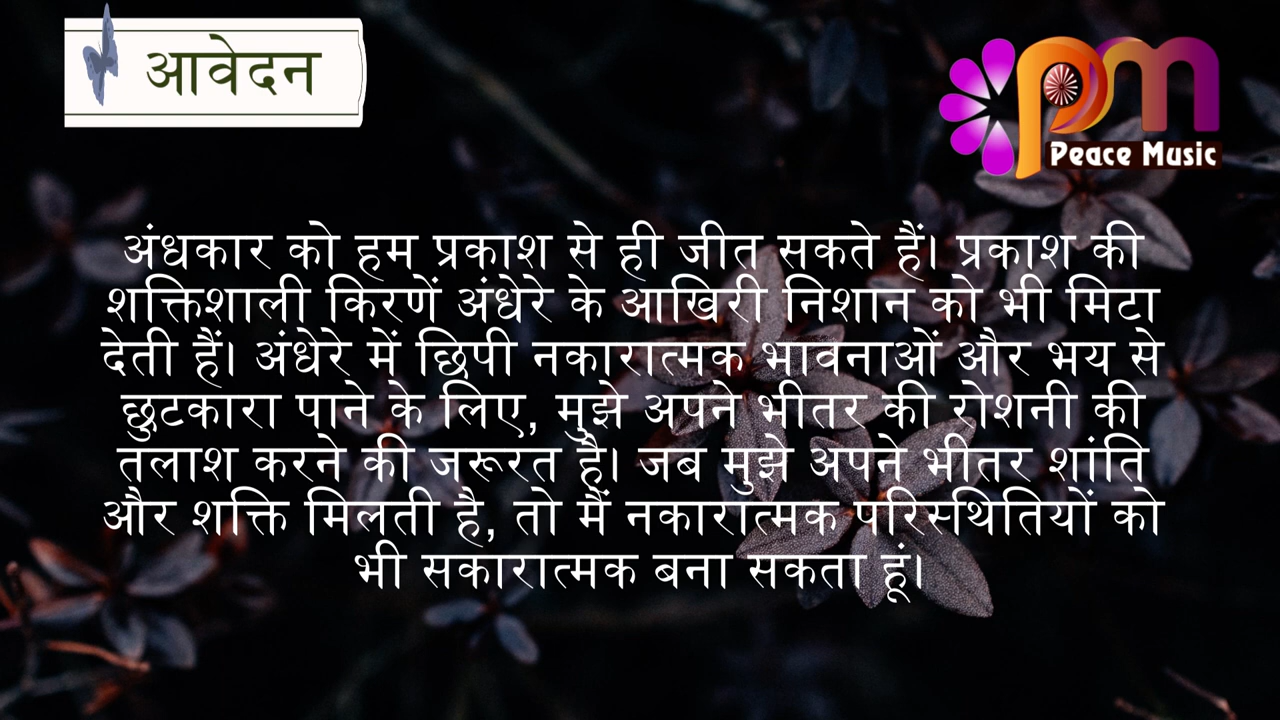 आवेदन
pm
Peace Music
अंधकार को हम प्रकाश से ही जीत सकते हैं। प्रकाश की
शक्तिशाली किरणें अंधेरे के आखिरी निशान को भी मिटा
देती हैं। अंधेरे में छिपी नकारात्मक भावनाओं और भय से
छुटकारा पाने के लिए, मुझे अपने भीतर की रोशनी की
तलाश करने की जरूरत है। जब मुझे अपने भीतर शांति
और शक्ति मिलती है, तो मैं नकारात्मक परिस्थितियों को
भी सकारात्मक बना सकता हूं।